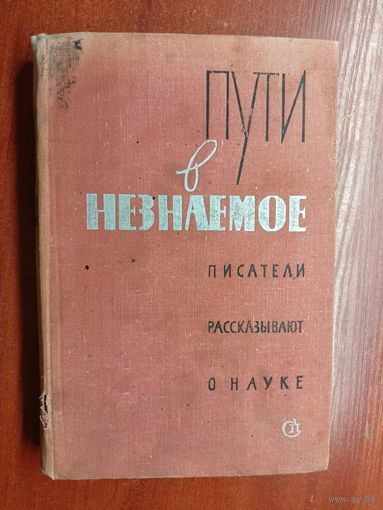 ПУТИ
в
НЕЗНАЕМОЕ
ПИСАТЕЛИ
РАССКАЗЫВАЮТ
О НАУКЕ